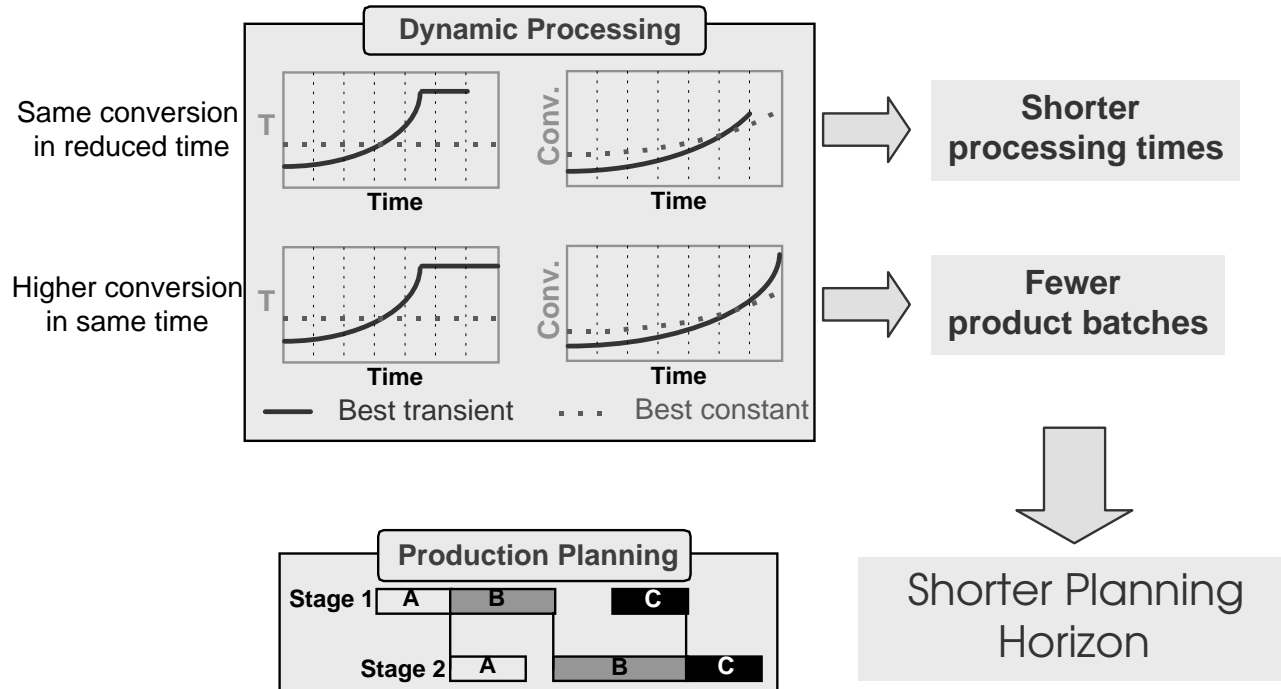 Dynamic Processing
Same conversion
in reduced time
T
Time
Conv.
Time
Shorter
processing times
Higher conversion
in same time
T
Time
Conv.
Time
Fewer
product batches
Best transient
Best constant
Production Planning
Stage 1
A
B
C
Stage 2
A
B
C
Shorter Planning
Horizon